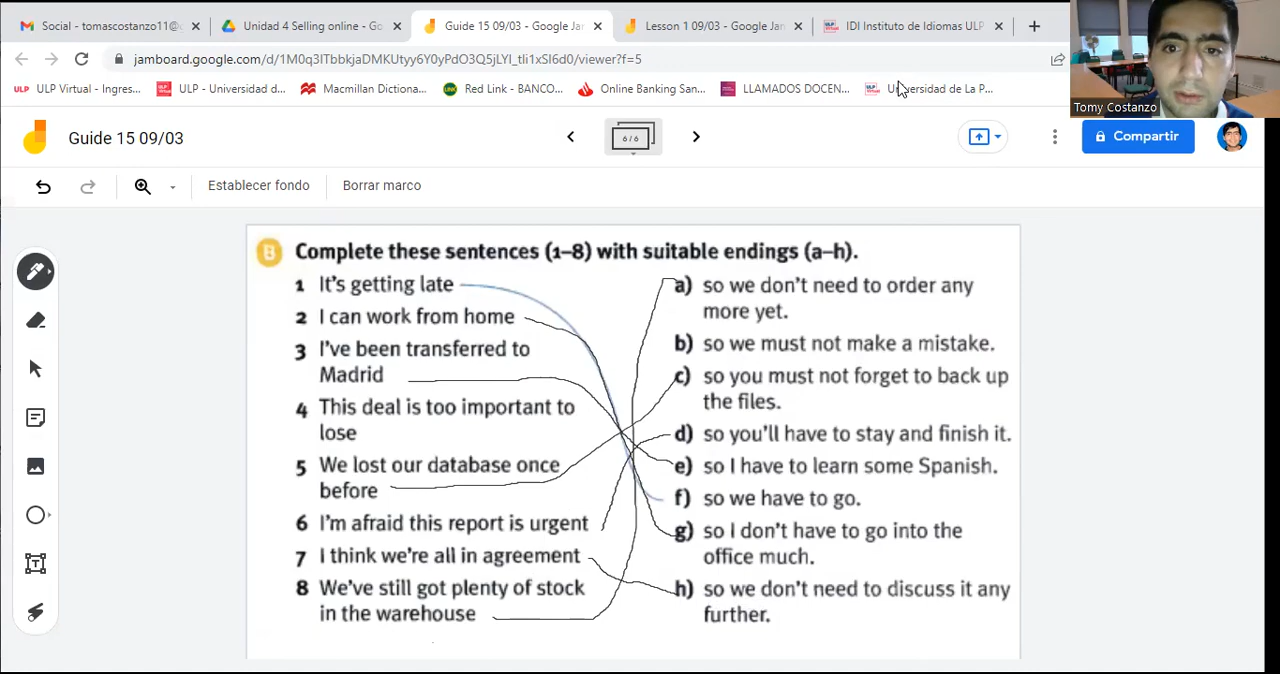 Social - tomascostanzo11@
Unidad 4 Selling online - Go
Guide 15 09/03 - Google Jar
Lesson 1 09/03 - Google Jan
IDI Instituto de Idiomas ULP
jamboard.google.com/d/1M0q3lTbbkjaDMkUtyy6Y0yPdO3Q5jLYl_tli1xSI6d0/viewer?f=5
ULP Virtual - Ingres...
ULP - Universidad d...
Macmillan Dictiona...
Red Link - BANCO...
Online Banking San...
LLAMADOS DOCEN...
Universidad de La P...
Tomy Costanzo
Guide 15 09/03
6/6
Compartir
Establecer fondo
Borrar marco
B Complete these sentences (1–8) with suitable endings (a–h).
1 It's getting late
2 I can work from home
3 I've been transferred to
Madrid
4 This deal is too important to
lose
5 We lost our database once
before
6 I'm afraid this report is urgent
7 I think we're all in agreement
8 We've still got plenty of stock
in the warehouse
a) so we don't need to order any
more yet.
b) so we must not make a mistake.
c) so you must not forget to back up
the files.
d) so you'll have to stay and finish it.
e) so I have to learn some Spanish.
f) so we have to go.
g) so I don't have to go into the
office much.
h) so we don't need to discuss it any
further.